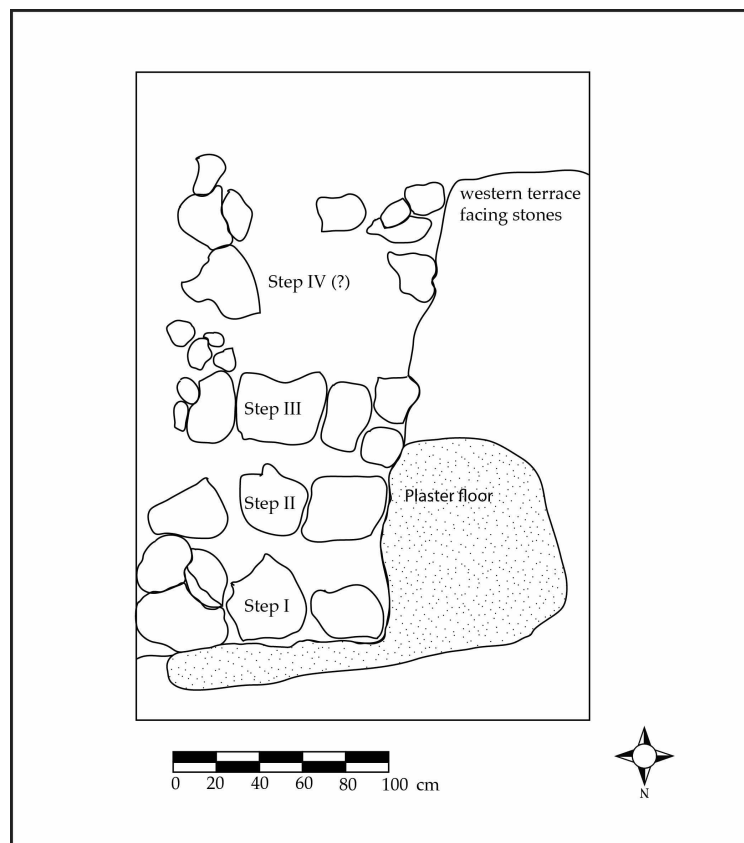 western terrace
facing stones
Step IV (?)
Step III
Step II
Plaster floor
Step I
0 20 40 60 80 100 cm
N